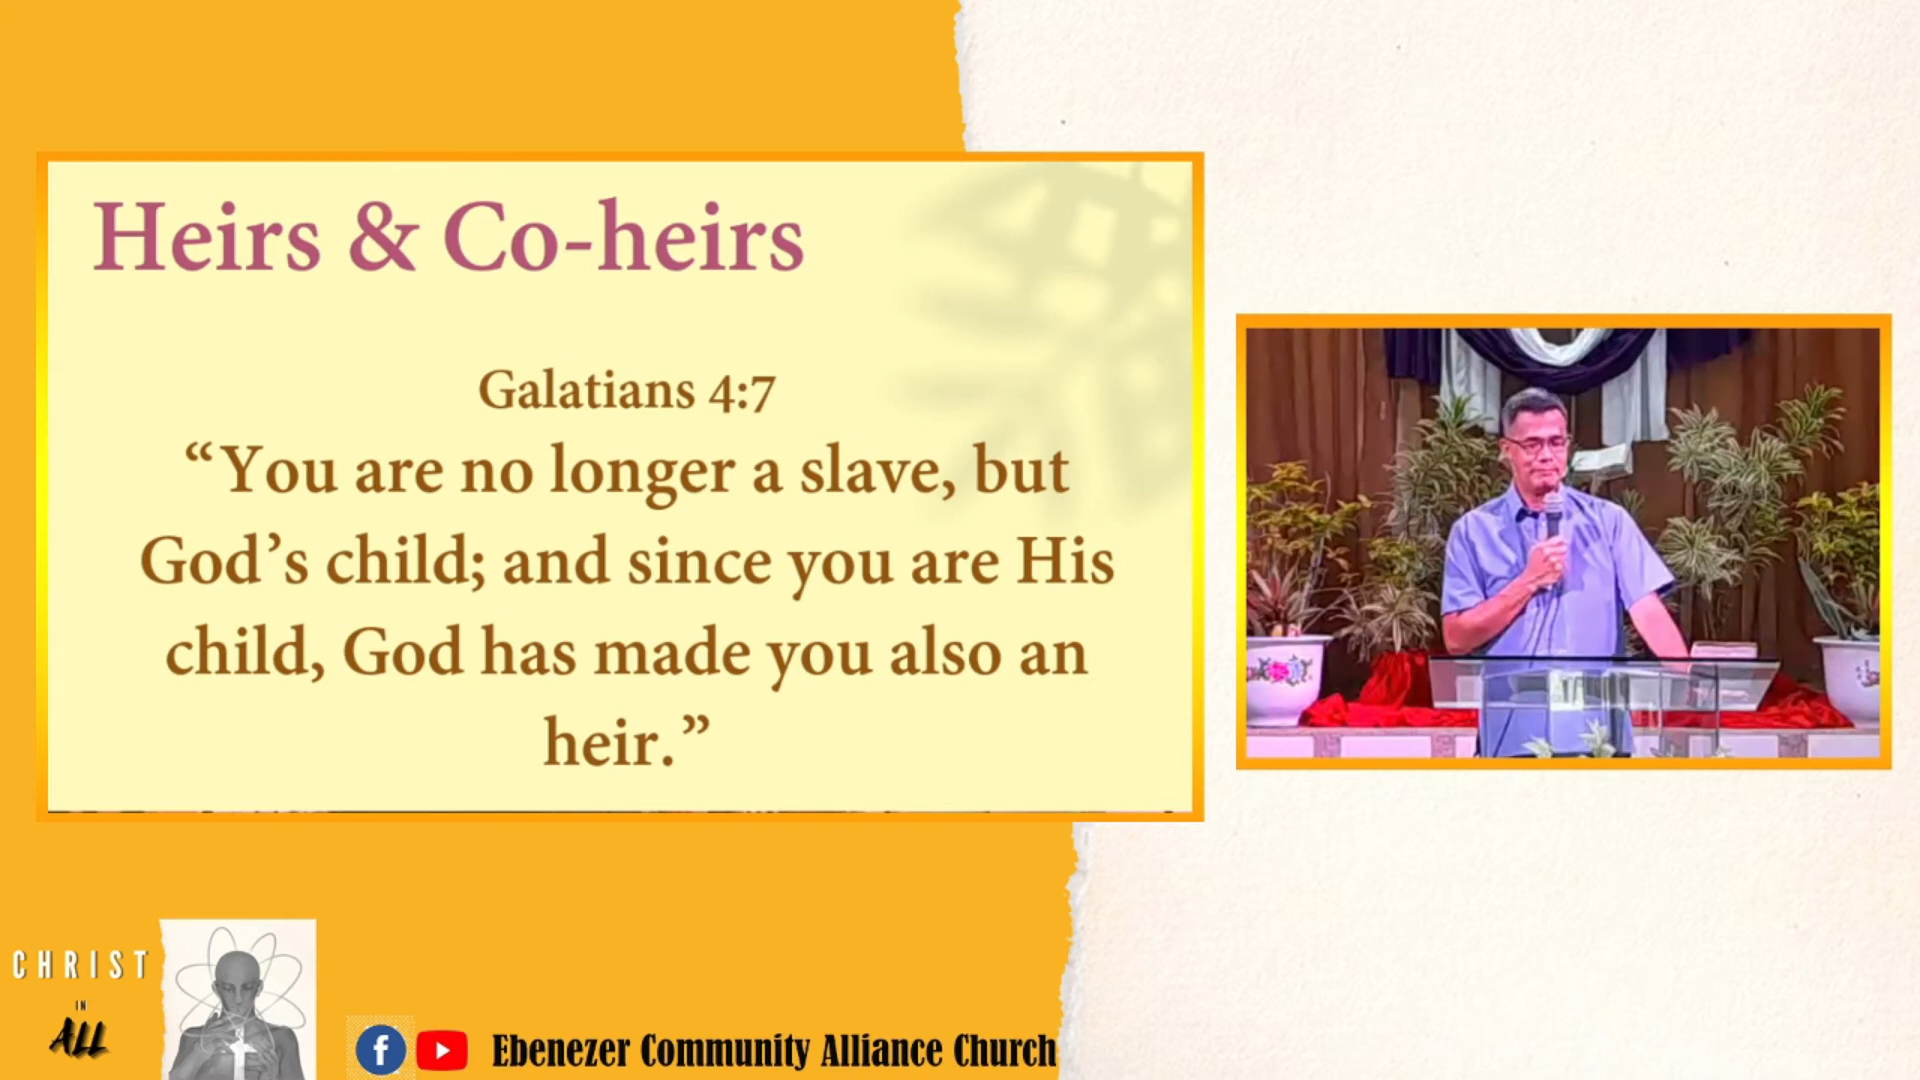 Heirs & Co-heirs
Galatians 4:7
“You are no longer a slave, but
God’s child; and since you are His
child, God has made you also an
heir.”
CHRIST
IN
ALL
Ebenezer Community Alliance Church